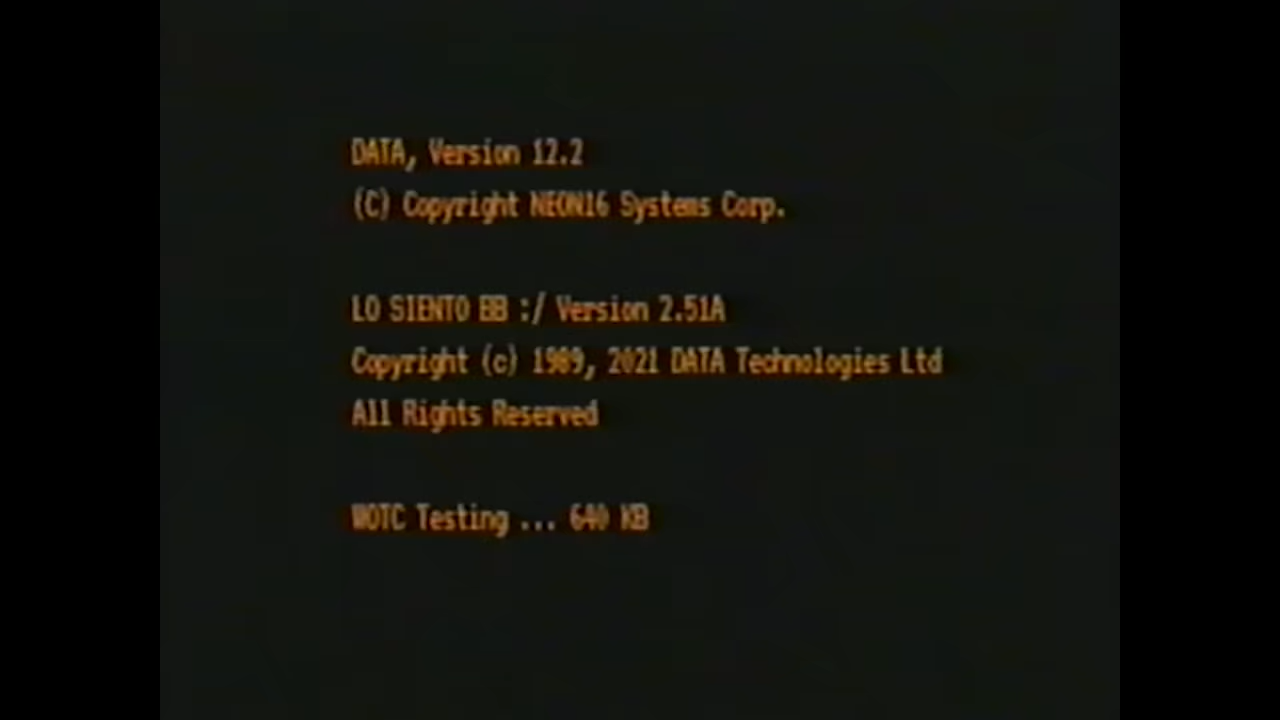 DATA, Version 12.2
(C) Copyright NEON16 Systems Corp.
LO SIENTO BB :/ Version 2.51A
Copyright (c) 1989, 2021 DATA Technologies Ltd
All Rights Reserved
WOTC Testing ... 640 KB